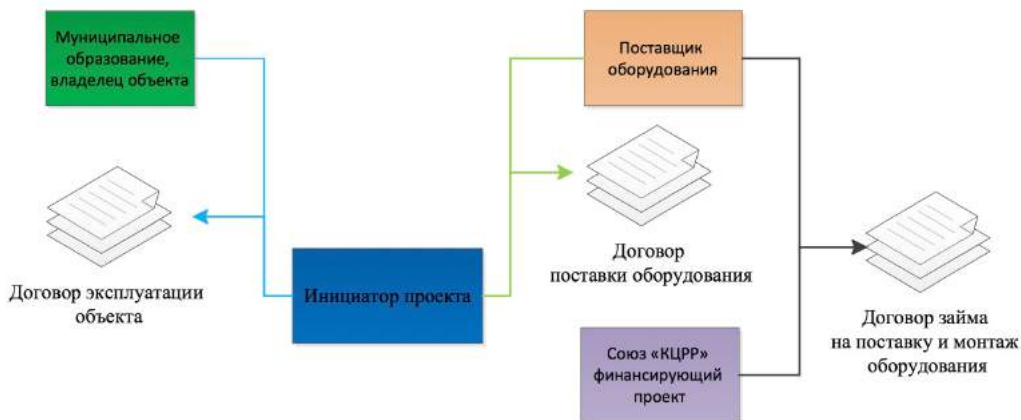 Муниципальное
образование,
владелец объекта
Поставщик
оборудования
Договор эксплуатации
объекта
Инициатор проекта
Договор
поставки оборудования
Союз «КЦРР»
финансирующий
проект
Договор займа
на поставку и монтаж
оборудования